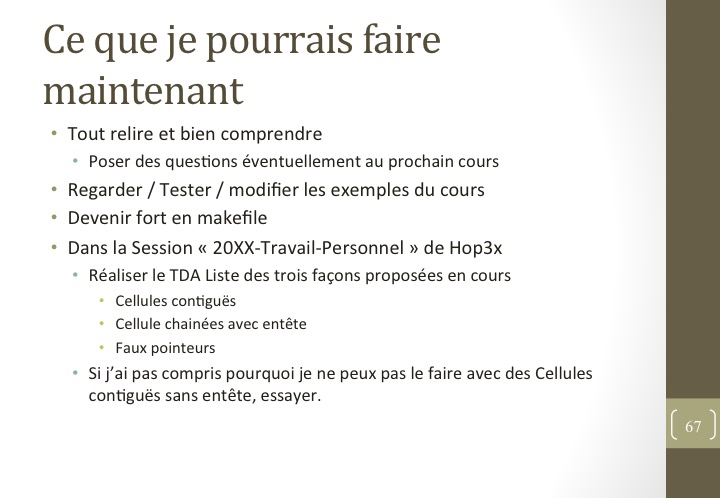 Ce que je pourrais faire
maintenant
• Tout relire et bien comprendre
• Poser des questions éventuellement au prochain cours
• Regarder / Tester / modifier les exemples du cours
• Devenir fort en makefile
• Dans la Session « 20XX-Travail-Personnel » de Hop3x
• Réaliser le TDA Liste des trois façons proposées en cours
• Cellules contiguës
• Cellule chainées avec entête
• Faux pointeurs
• Si j'ai pas compris pourquoi je ne peux pas le faire avec des Cellules
contiguës sans entête, essayer.
67